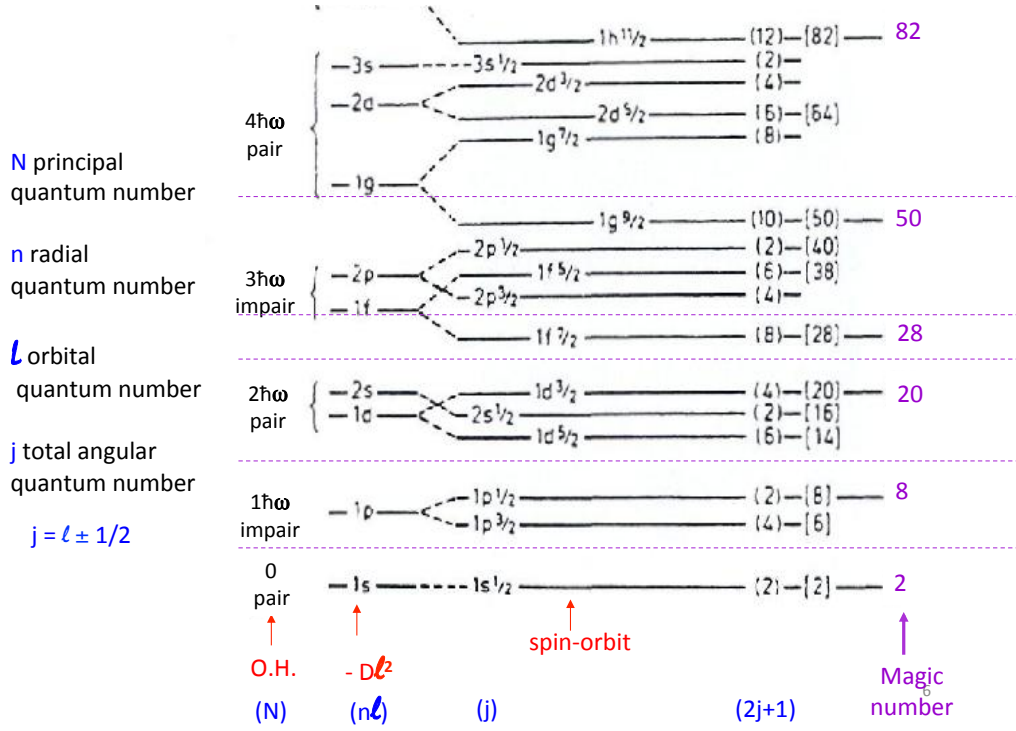 1h 11/2 (12) [82] 82
3s 3s 1/2 (2)
2d 3/2 (4)
2d
2d 5/2 (6) [64]
4ħω
pair
1g 7/2 (8)
N principal
quantum number
1g
1g 9/2 (10) [50] 50
n radial
quantum number
2p 1/2 (2) [40]
2p 1f 5/2 (6) [38]
3ħω
impair
2p 3/2 (4)
1f
1f 7/2 (8) [28] 28
ℓ orbital
quantum number
2ħω
pair
2s 1d 3/2 (4) [20] 20
1d 2s 1/2 (2) [16]
1d 5/2 (6) [14]
j total angular
quantum number
j = ℓ ± 1/2
1ħω
impair
1p 1/2 (2) [8] 8
1p
1p 3/2 (4) [6]
0
pair
1s 1s 1/2 (2) [2] 2
spin-orbit
O.H. - Dℓ²
Magic
number
6
(N) (nℓ) (j) (2j+1)